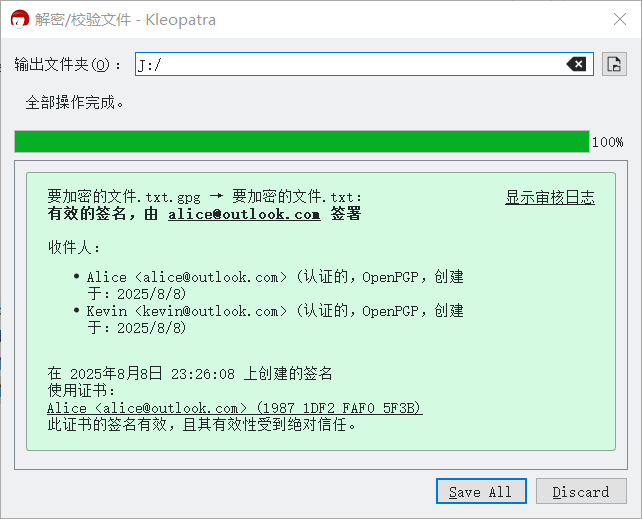 解密/校验文件 - Kleopatra
输出文件夹(O)： J:/
全部操作完成。
100%
要加密的文件.txt.gpg → 要加密的文件.txt: 显示审核日志
有效的签名，由 alice@outlook.com 签署
收件人:
• Alice <alice@outlook.com> (认证的, OpenPGP, 创建
于: 2025/8/8)
• Kevin <kevin@outlook.com> (认证的, OpenPGP, 创建
于: 2025/8/8)
在 2025年8月8日 23:26:08 上创建的签名
使用证书:
Alice <alice@outlook.com> (1987 1DF2 FAF0 5F3B)
此证书的签名有效，且其有效性受到绝对信任。
Save All Discard